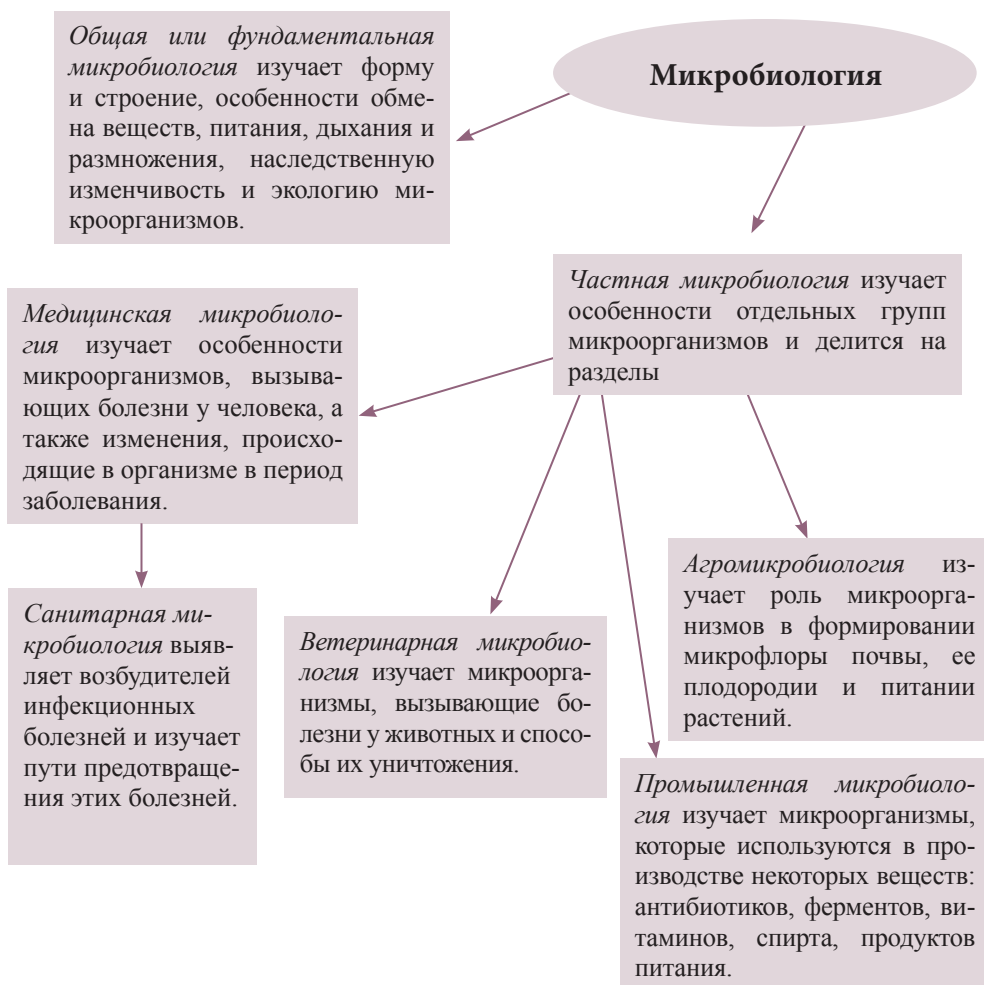 Микробиология
Общая или фундаментальная
микробиология изучает форму
и строение, особенности обме-
на веществ, питания, дыхания и
размножения, наследственную
изменчивость и экологию ми-
кроорганизмов.
Частная микробиология изучает
особенности отдельных групп
микроорганизмов и делится на
разделы
Медицинская микробиоло-
гия изучает особенности
микроорганизмов, вызыва-
ющих болезни у человека, а
также изменения, происхо-
дящие в организме в период
заболевания.
Санитарная ми-
кробиология выяв-
ляет возбудителей
инфекционных
болезней и изучает
пути предотвраще-
ния этих болезней.
Ветеринарная микробио-
логия изучает микроорга-
низмы, вызывающие бо-
лезни у животных и спосо-
бы их уничтожения.
Агромикробиология из-
учает роль микроорга-
низмов в формировании
микрофлоры почвы, ее
плодородии и питании
растений.
Промышленная микробиоло-
гия изучает микроорганизмы,
которые используются в про-
изводстве некоторых веществ:
антибиотиков, ферментов, ви-
таминов, спирта, продуктов
питания.